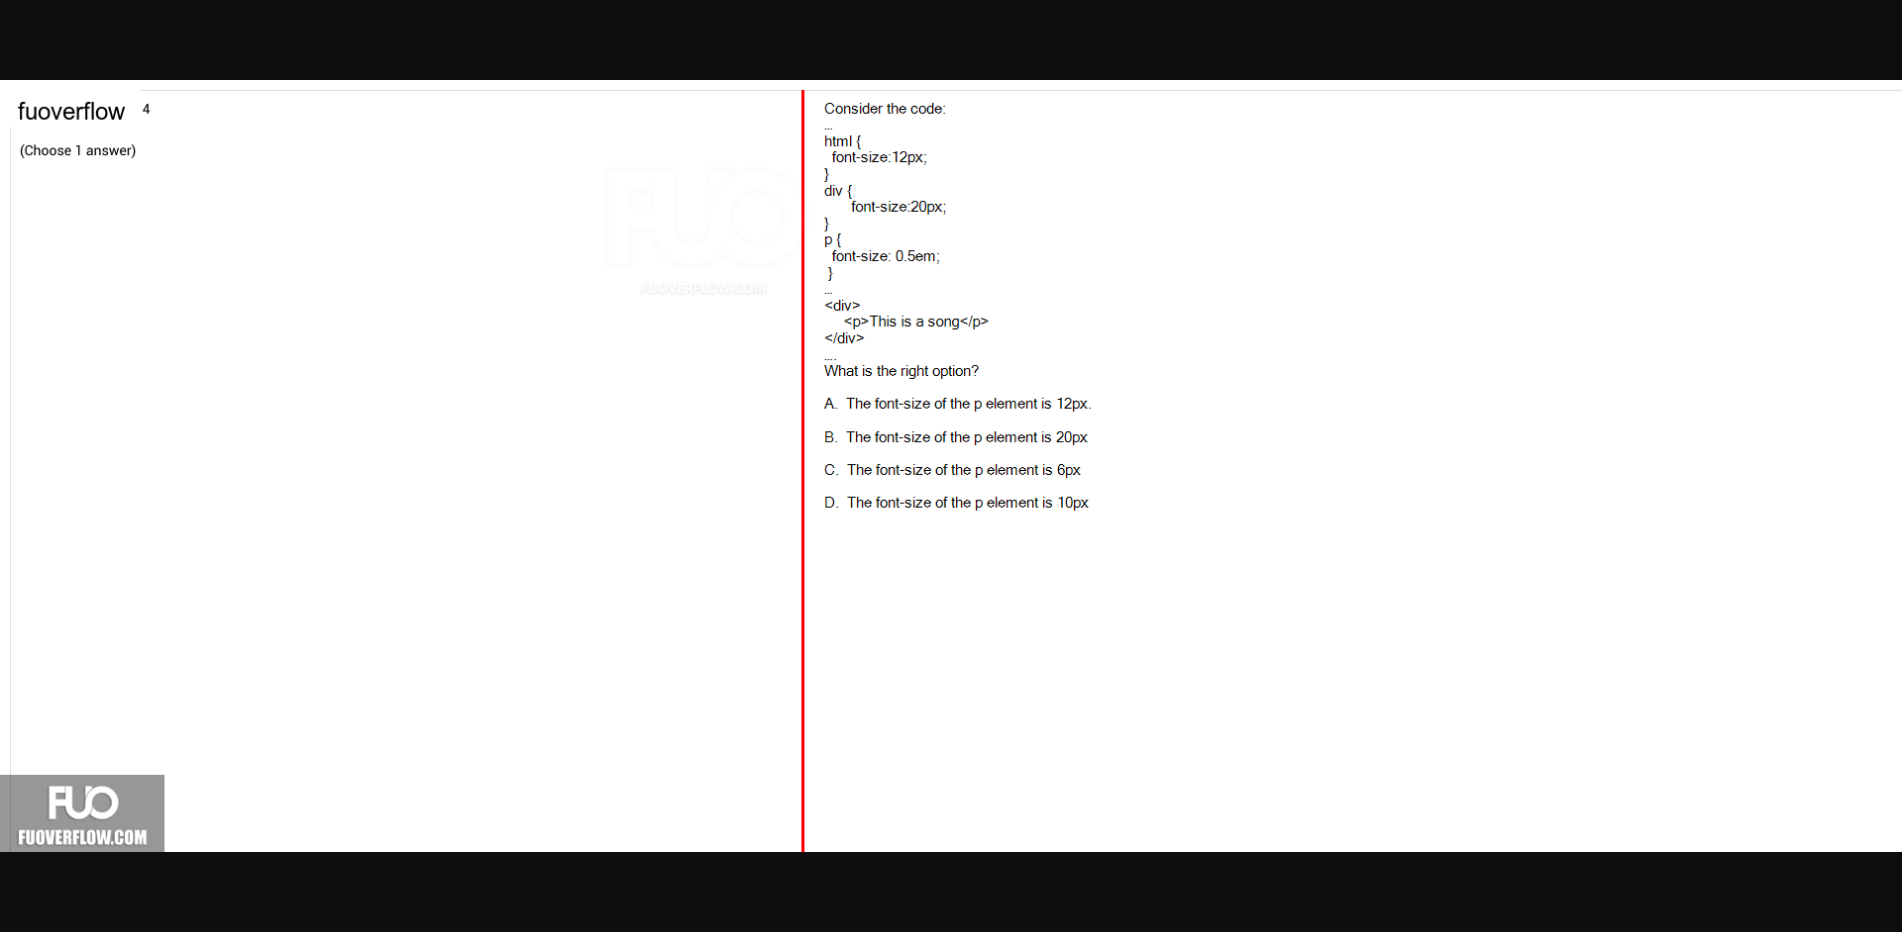 fuoverflow 4
(Choose 1 answer)
FUO
FUOVERFLOW.COM
Consider the code:
...
html {
font-size:12px;
}
div {
font-size:20px;
}
p {
font-size: 0.5em;
}
...
<div>
<p>This is a song</p>
</div>
....
What is the right option?
A. The font-size of the p element is 12px.
B. The font-size of the p element is 20px
C. The font-size of the p element is 6px
D. The font-size of the p element is 10px
FUO
FUOVERFLOW.COM